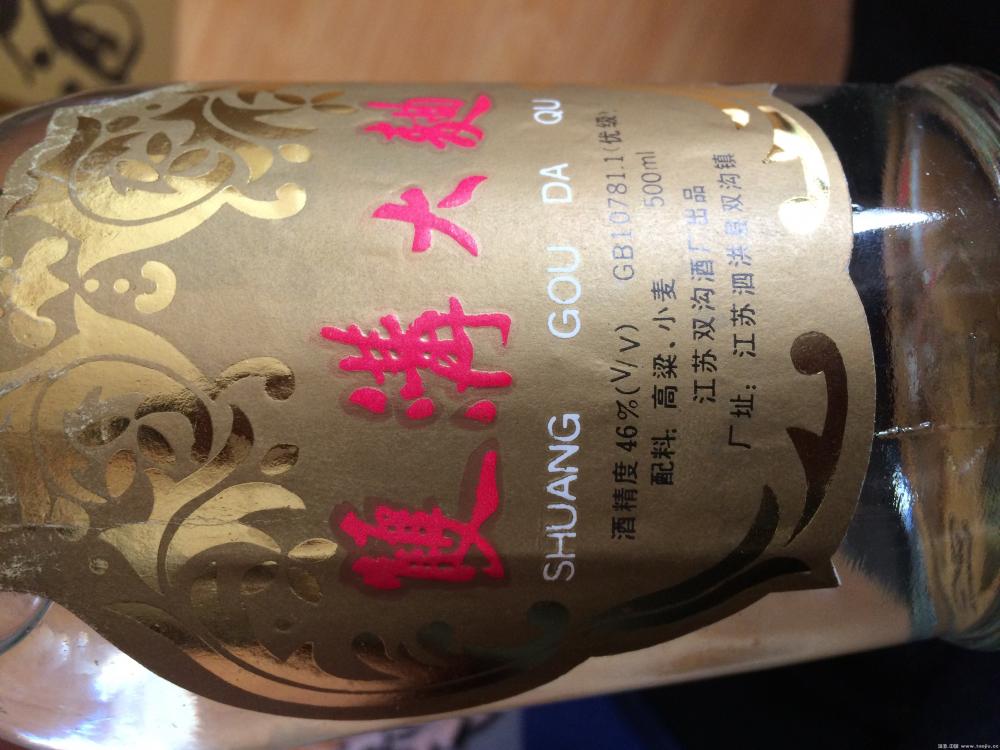 雙溝大麯
SHUANG GOU DA QU
酒精度46%(V/V) GB10781.1(优级)
配料:高粱、小麦 500ml
江苏双沟酒厂出品
厂址:江苏泗洪县双沟镇